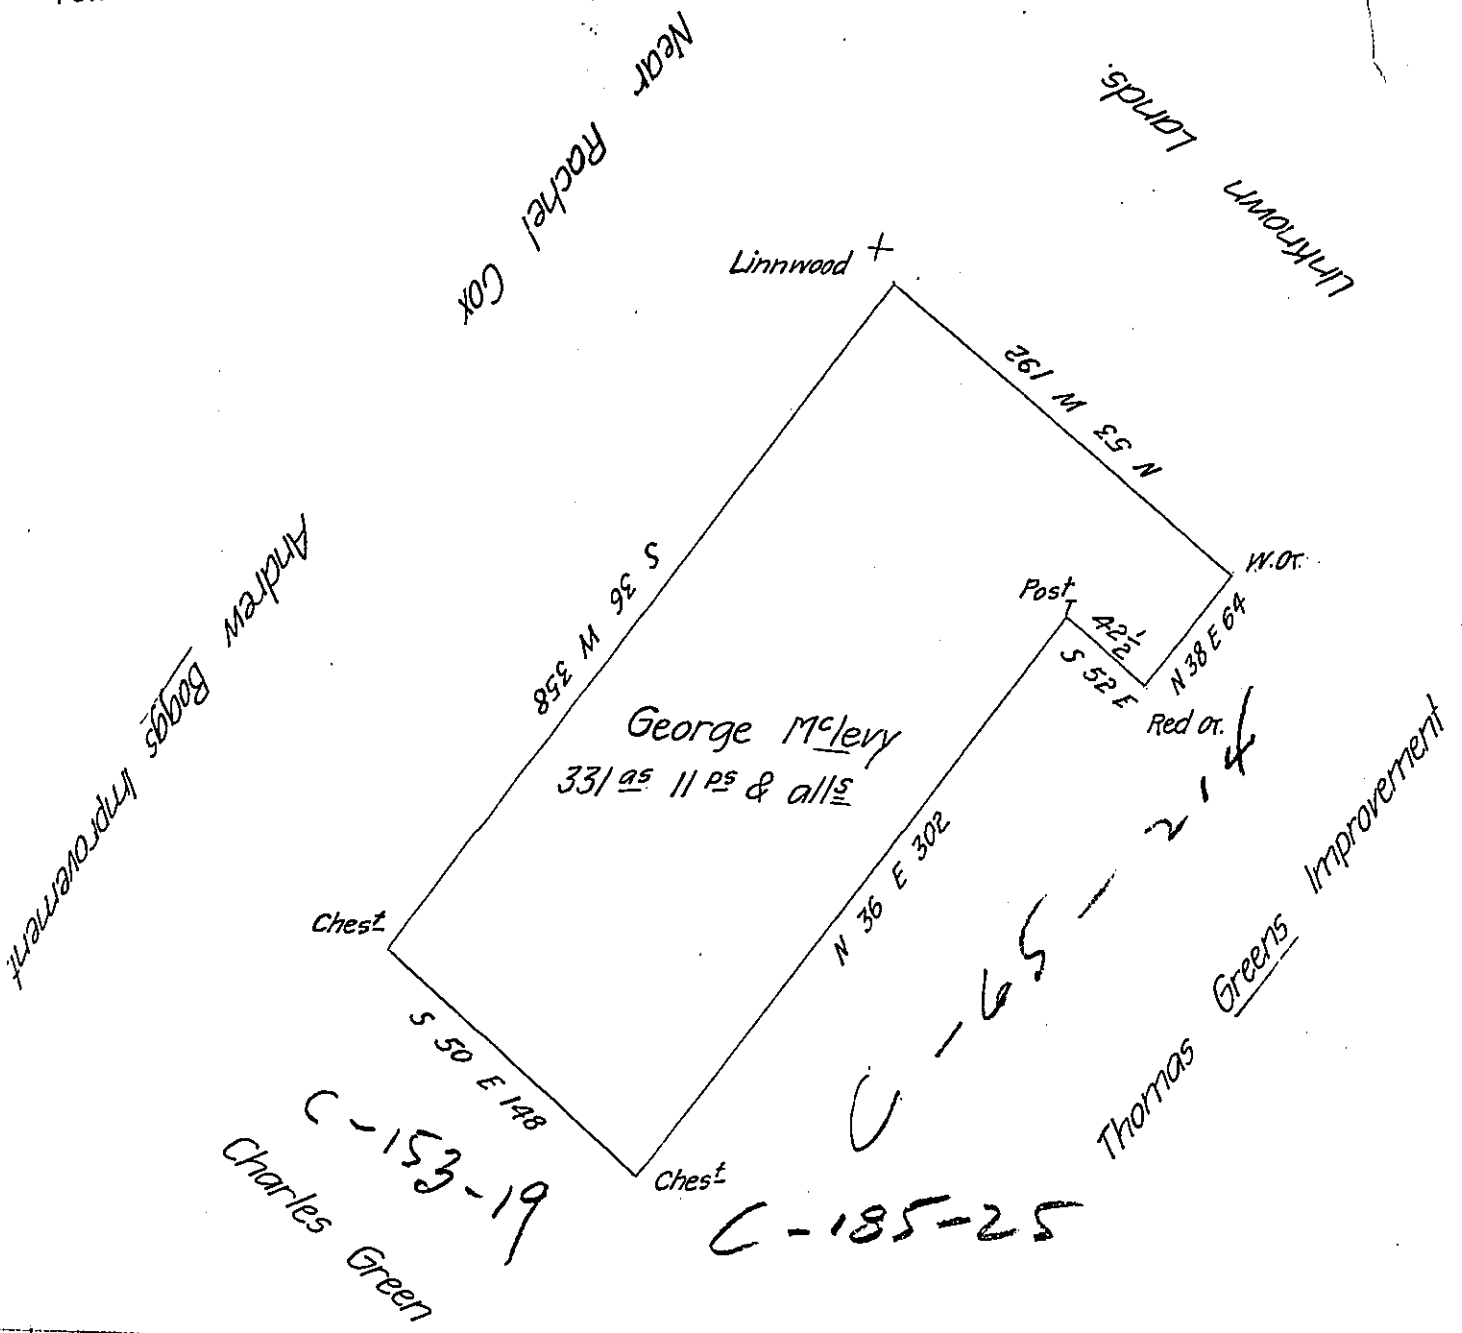 Near Rachel Cox
Unknown Lands.
Linnwood
N 53 W 192
W.Or.
Post
42½
S 52 E
N 38 E 64
Red or.
S 36 W 358
Andrew Boggs Improvement.
George Mclevy
331 as 11 ps & alls
N 36 E 302
C-65-214
Thomas Greens Improvement
Chest
S 50 E 148
C-153-19
Charles Green
Chest
C-185-25